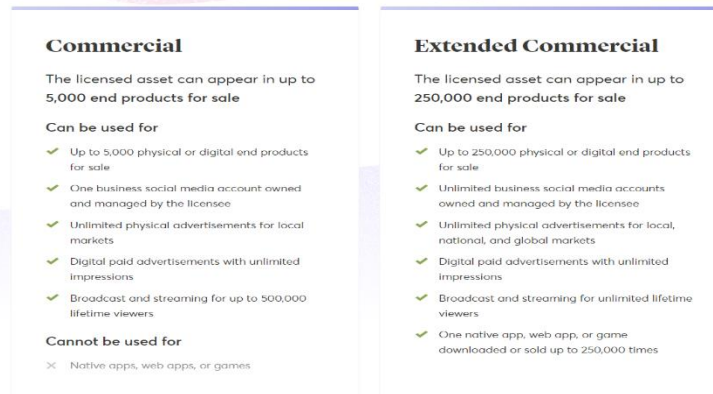 Commercial
The licensed asset can appear in up to
5,000 end products for sale
Can be used for
Up to 5,000 physical or digital end products
for sale
One business social media account owned
and managed by the licensee
Unlimited physical advertisements for local
markets
Digital paid advertisements with unlimited
impressions
Broadcast and streaming for up to 500,000
lifetime viewers
Cannot be used for
Native apps, web apps, or games
Extended Commercial
The licensed asset can appear in up to
250,000 end products for sale
Can be used for
Up to 250,000 physical or digital end products
for sale
Unlimited business social media accounts
owned and managed by the licensee
Unlimited physical advertisements for local,
national, and global markets
Digital paid advertisements with unlimited
impressions
Broadcast and streaming for unlimited lifetime
viewers
One native app, web app, or game
downloaded or sold up to 250,000 times